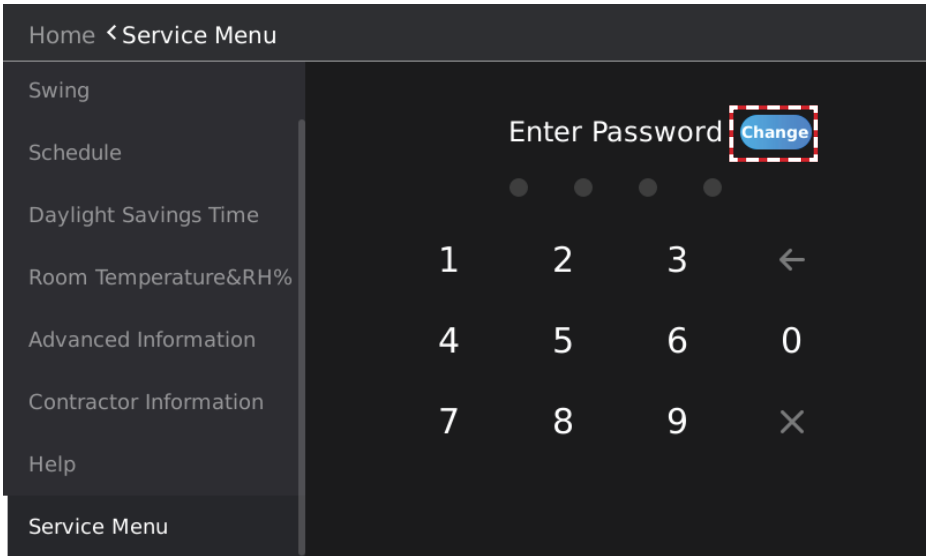 Home < Service Menu
Swing
Schedule
Daylight Savings Time
Room Temperature&RH%
Advanced Information
Contractor Information
Help
Service Menu
Enter Password Change
1 2 3 ←
4 5 6 0
7 8 9 ×